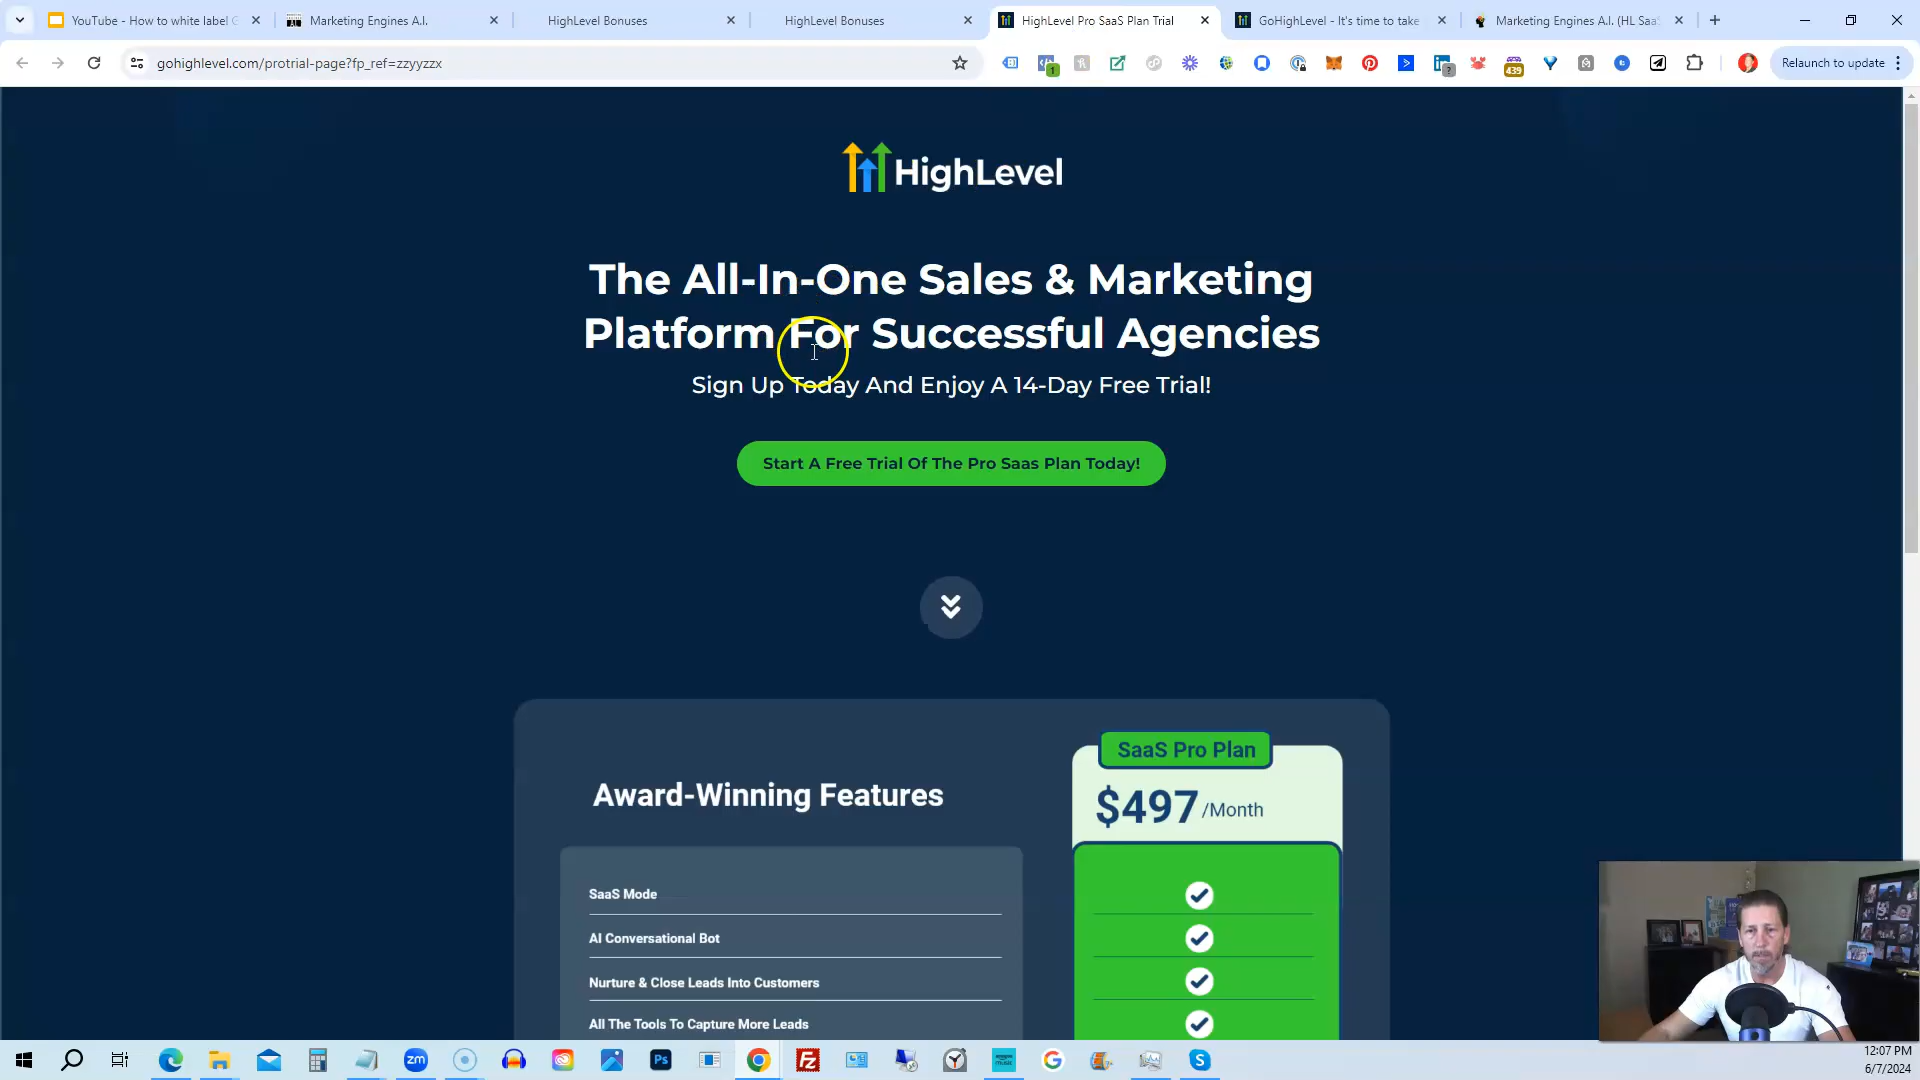 YouTube - How to white label G
Marketing Engines A.I.
HighLevel Bonuses
HighLevel Bonuses
HighLevel Pro SaaS Plan Trial
GoHighLevel - It's time to take
Marketing Engines A.I. (HL Saa
gohighlevel.com/protrial-page?fp_ref=zzyyzzx
1
439
?
Relaunch to update
HighLevel
The All-In-One Sales & Marketing
Platform For Successful Agencies
Sign Up Today And Enjoy A 14-Day Free Trial!
Start A Free Trial Of The Pro Saas Plan Today!
SaaS Pro Plan
Award-Winning Features
$497 /Month
SaaS Mode
AI Conversational Bot
Nurture & Close Leads Into Customers
All The Tools To Capture More Leads
zm
Ps
12:07 PM
6/7/2024